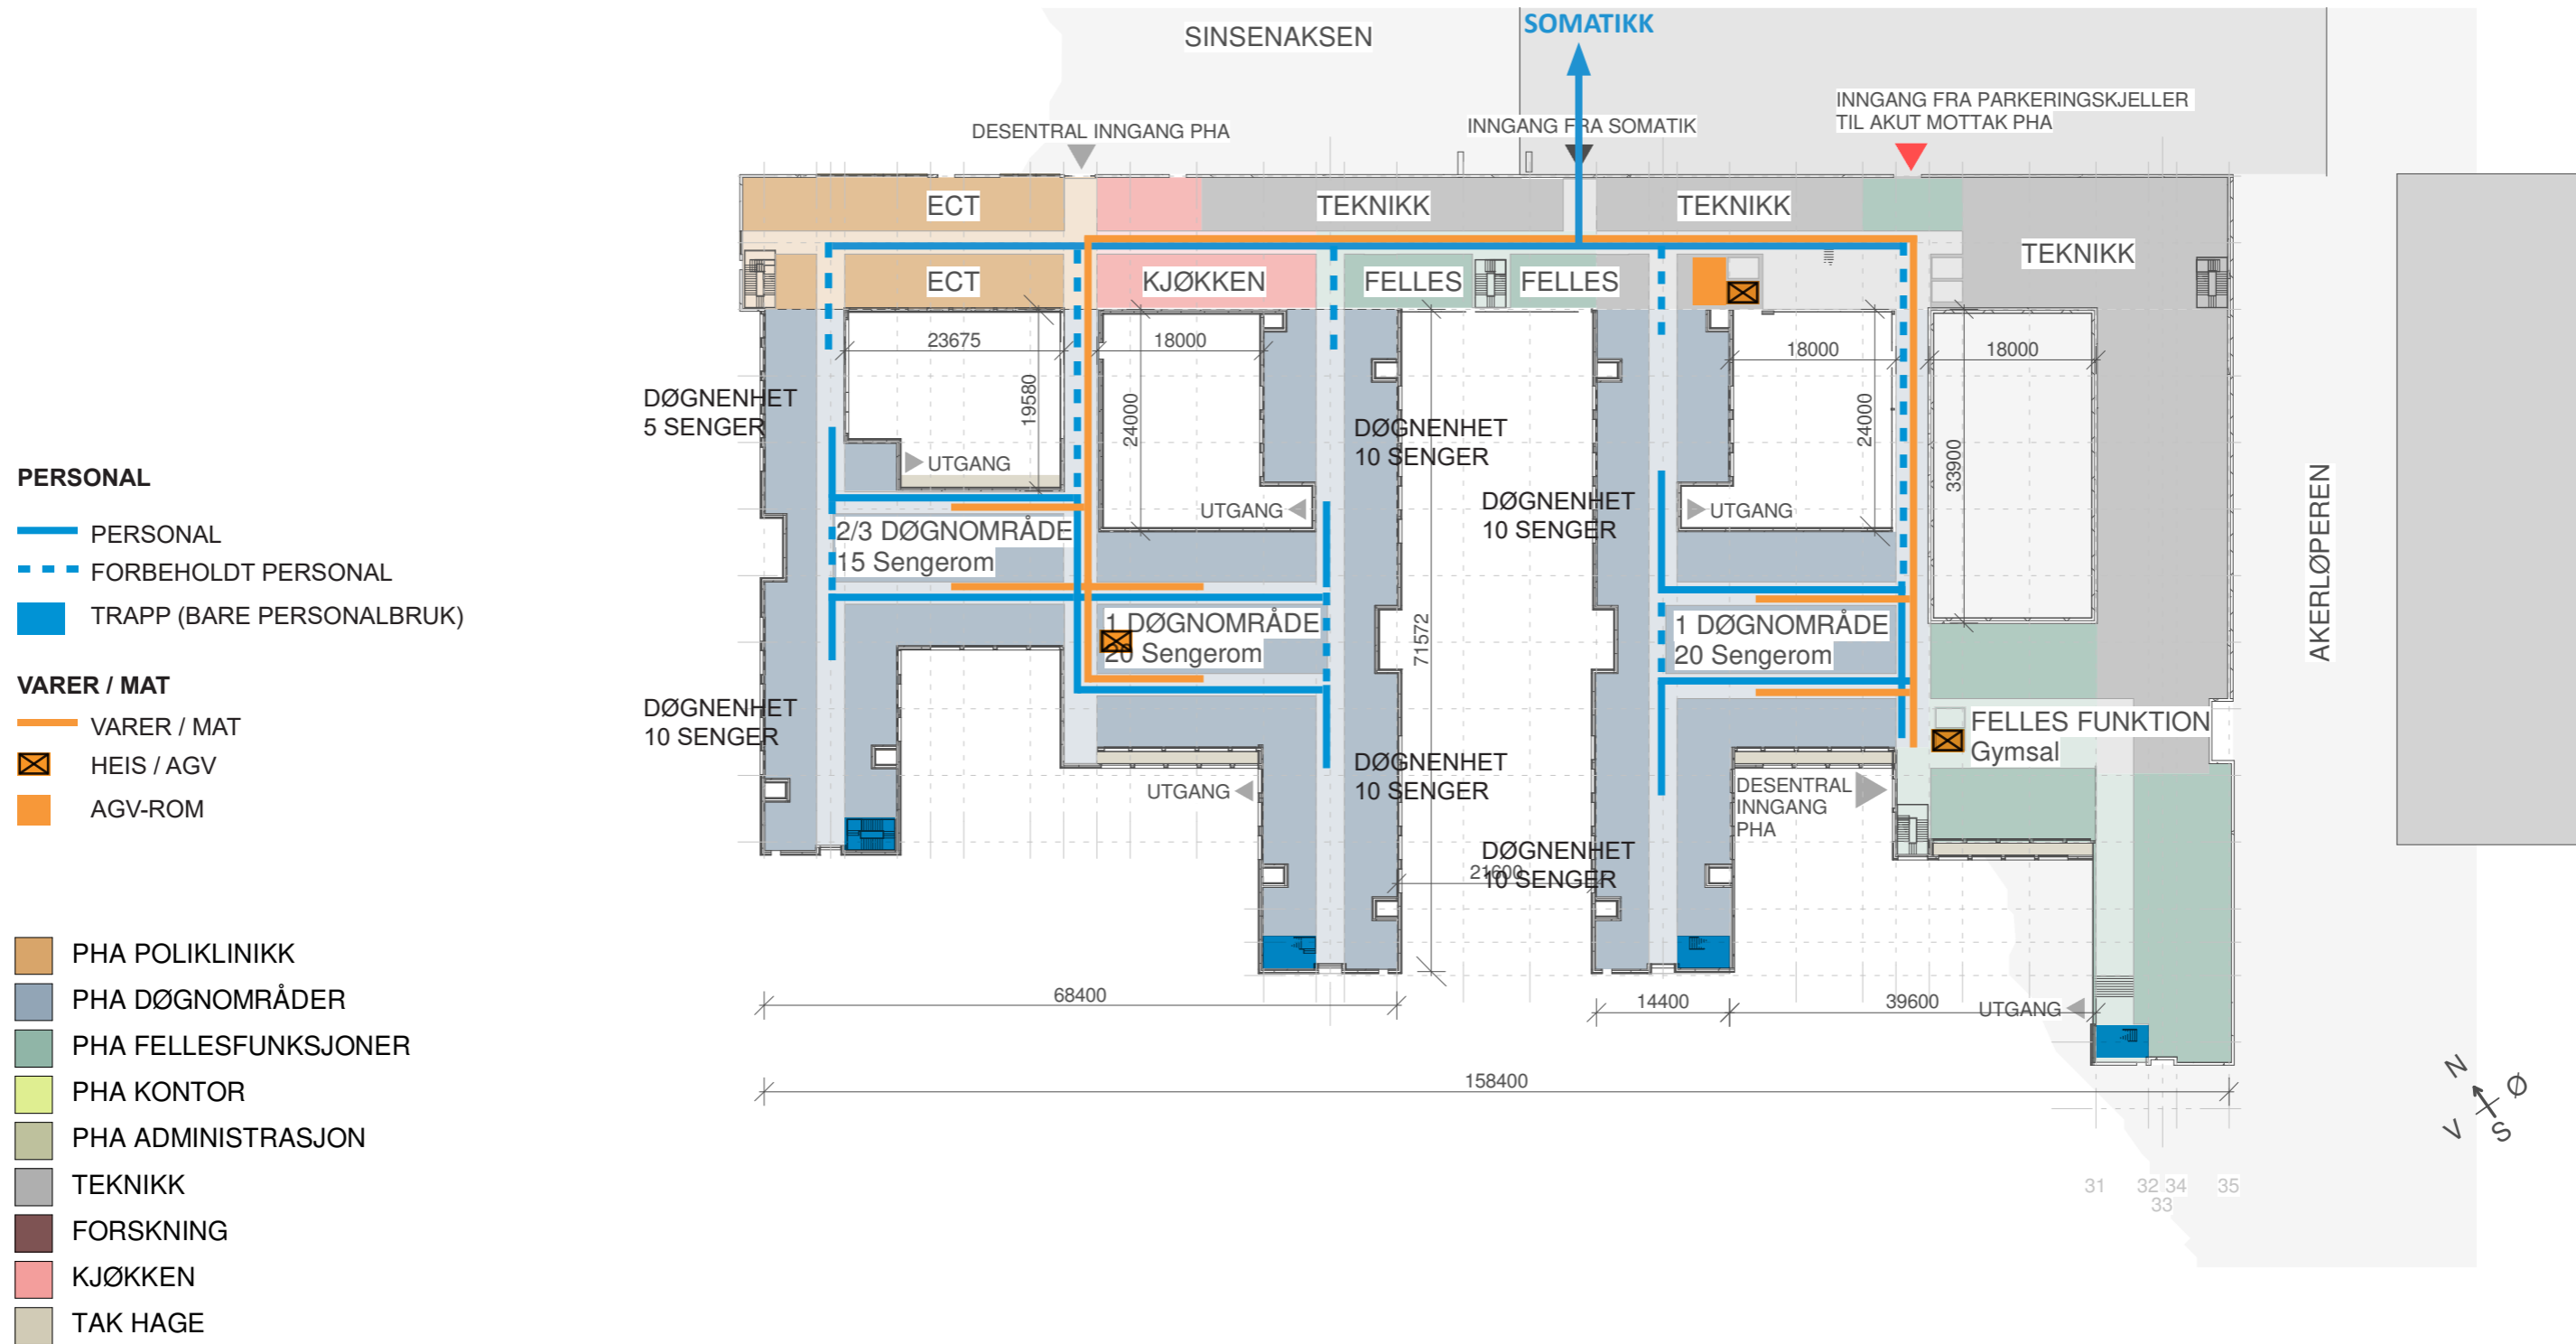 SOMATIKK
SINSENAKSEN
INNGANG FRA PARKERINGSKJELLER
TIL AKUT MOTTAK PHA
DESENTRAL INNGANG PHA
INNGANG FRA SOMATIK
ECT
TEKNIKK
TEKNIKK
TEKNIKK
ECT
KJØKKEN
FELLES
FELLES
23675
18000
18000
18000
19580
24000
24000
33900
DØGNENHET
5 SENGER
DØGNENHET
10 SENGER
UTGANG
DØGNENHET
10 SENGER
UTGANG
UTGANG
2/3 DØGNOMRÅDE
15 Sengerom
1 DØGNOMRÅDE
20 Sengerom
71572
1 DØGNOMRÅDE
20 Sengerom
AKERLØPEREN
DØGNENHET
10 SENGER
FELLES FUNKTION
Gymsal
DØGNENHET
10 SENGER
UTGANG
DESENTRAL
INNGANG
PHA
DØGNENHET
10 SENGER
21600
68400
14400
39600
UTGANG
158400
N
Ø
V
S
31
32
34
35
33
PERSONAL
PERSONAL
FORBEHOLDT PERSONAL
TRAPP (BARE PERSONALBRUK)
VARER / MAT
VARER / MAT
HEIS / AGV
AGV-ROM
PHA POLIKLINIKK
PHA DØGNOMRÅDER
PHA FELLESFUNKSJONER
PHA KONTOR
PHA ADMINISTRASJON
TEKNIKK
FORSKNING
KJØKKEN
TAK HAGE